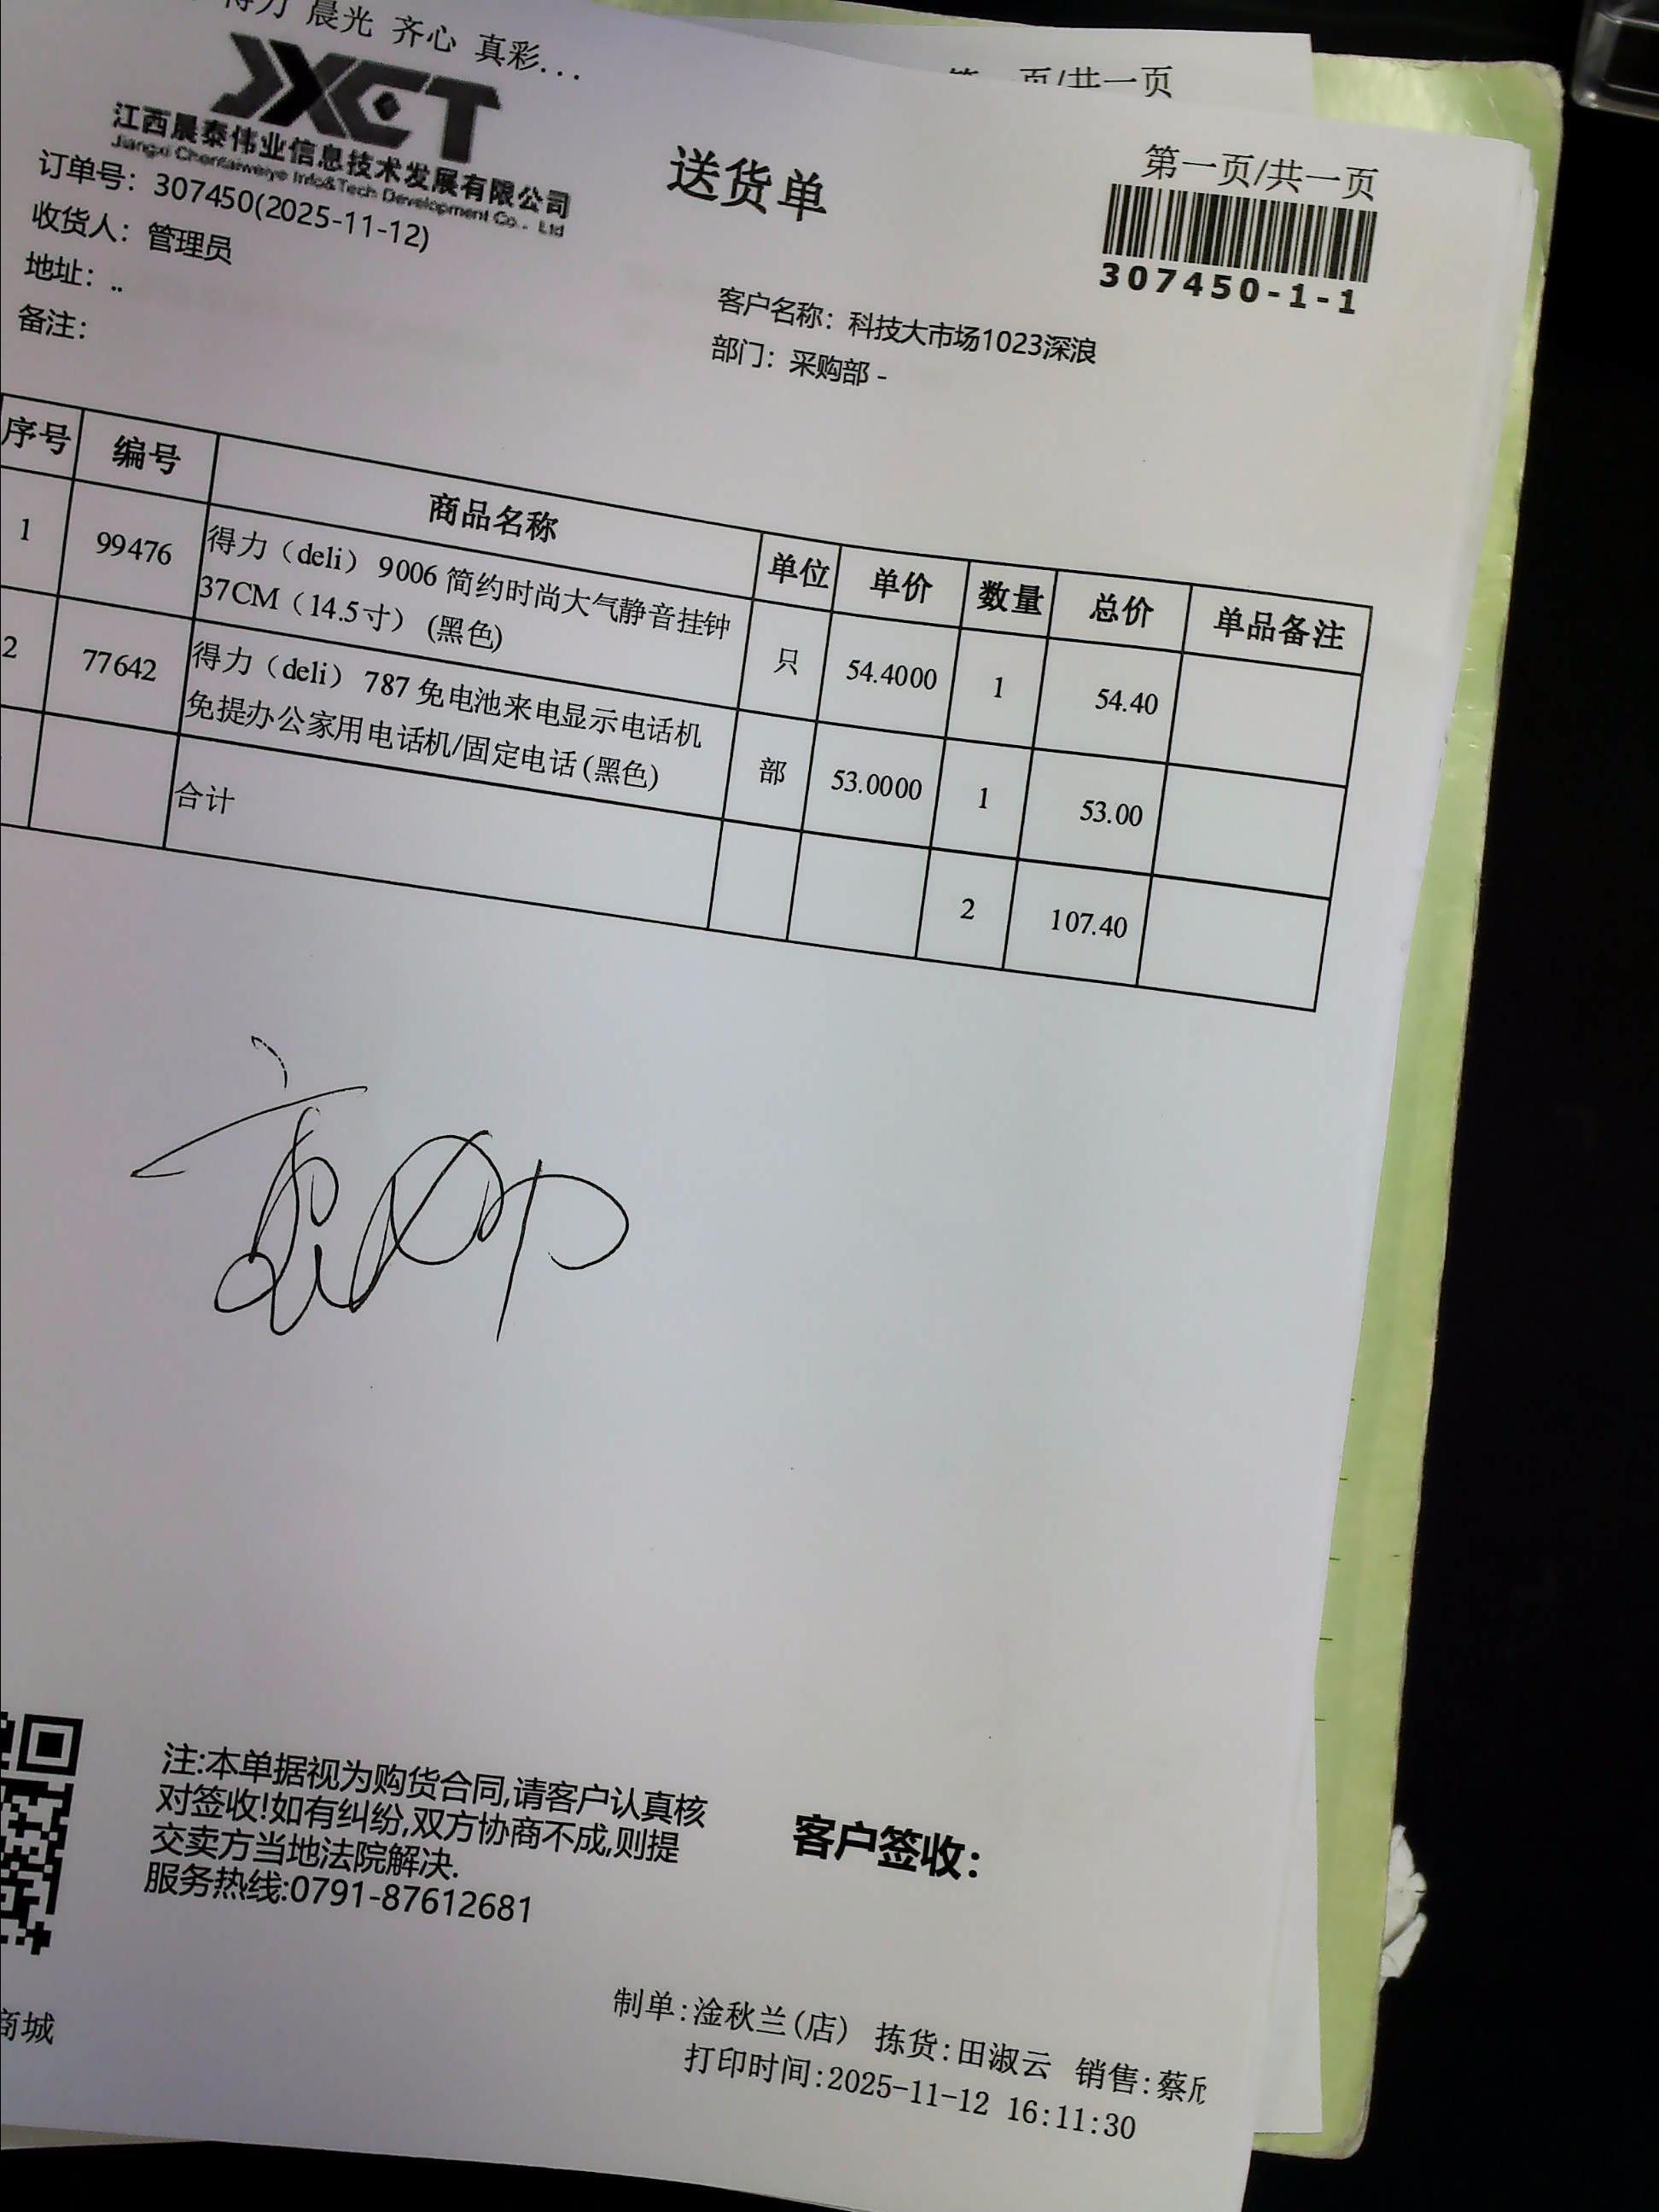 得力 晨光 齐心 真彩...
页/共一页
JXCT
江西晨泰伟业信息技术发展有限公司
Jiangxi Chentaiweiye Info&Tech Development Co., Ltd
送货单
第一页/共一页
307450-1-1
订单号: 307450(2025-11-12)
收货人: 管理员
地址: ..
备注:
客户名称: 科技大市场1023深浪
部门: 采购部 -
序号 编号 商品名称 单位 单价 数量 总价 单品备注
1 99476 得力（deli）9006 简约时尚大气静音挂钟
37CM（14.5寸）(黑色) 只 54.4000 1 54.40
2 77642 得力（deli）787 免电池来电显示电话机
免提办公家用电话机/固定电话(黑色) 部 53.0000 1 53.00
合计 2 107.40
注:本单据视为购货合同,请客户认真核
对签收!如有纠纷,双方协商不成,则提
交卖方当地法院解决.
服务热线:0791-87612681
客户签收:
商城
制单:淦秋兰(店) 拣货:田淑云 销售:蔡欣
打印时间:2025-11-12 16:11:30